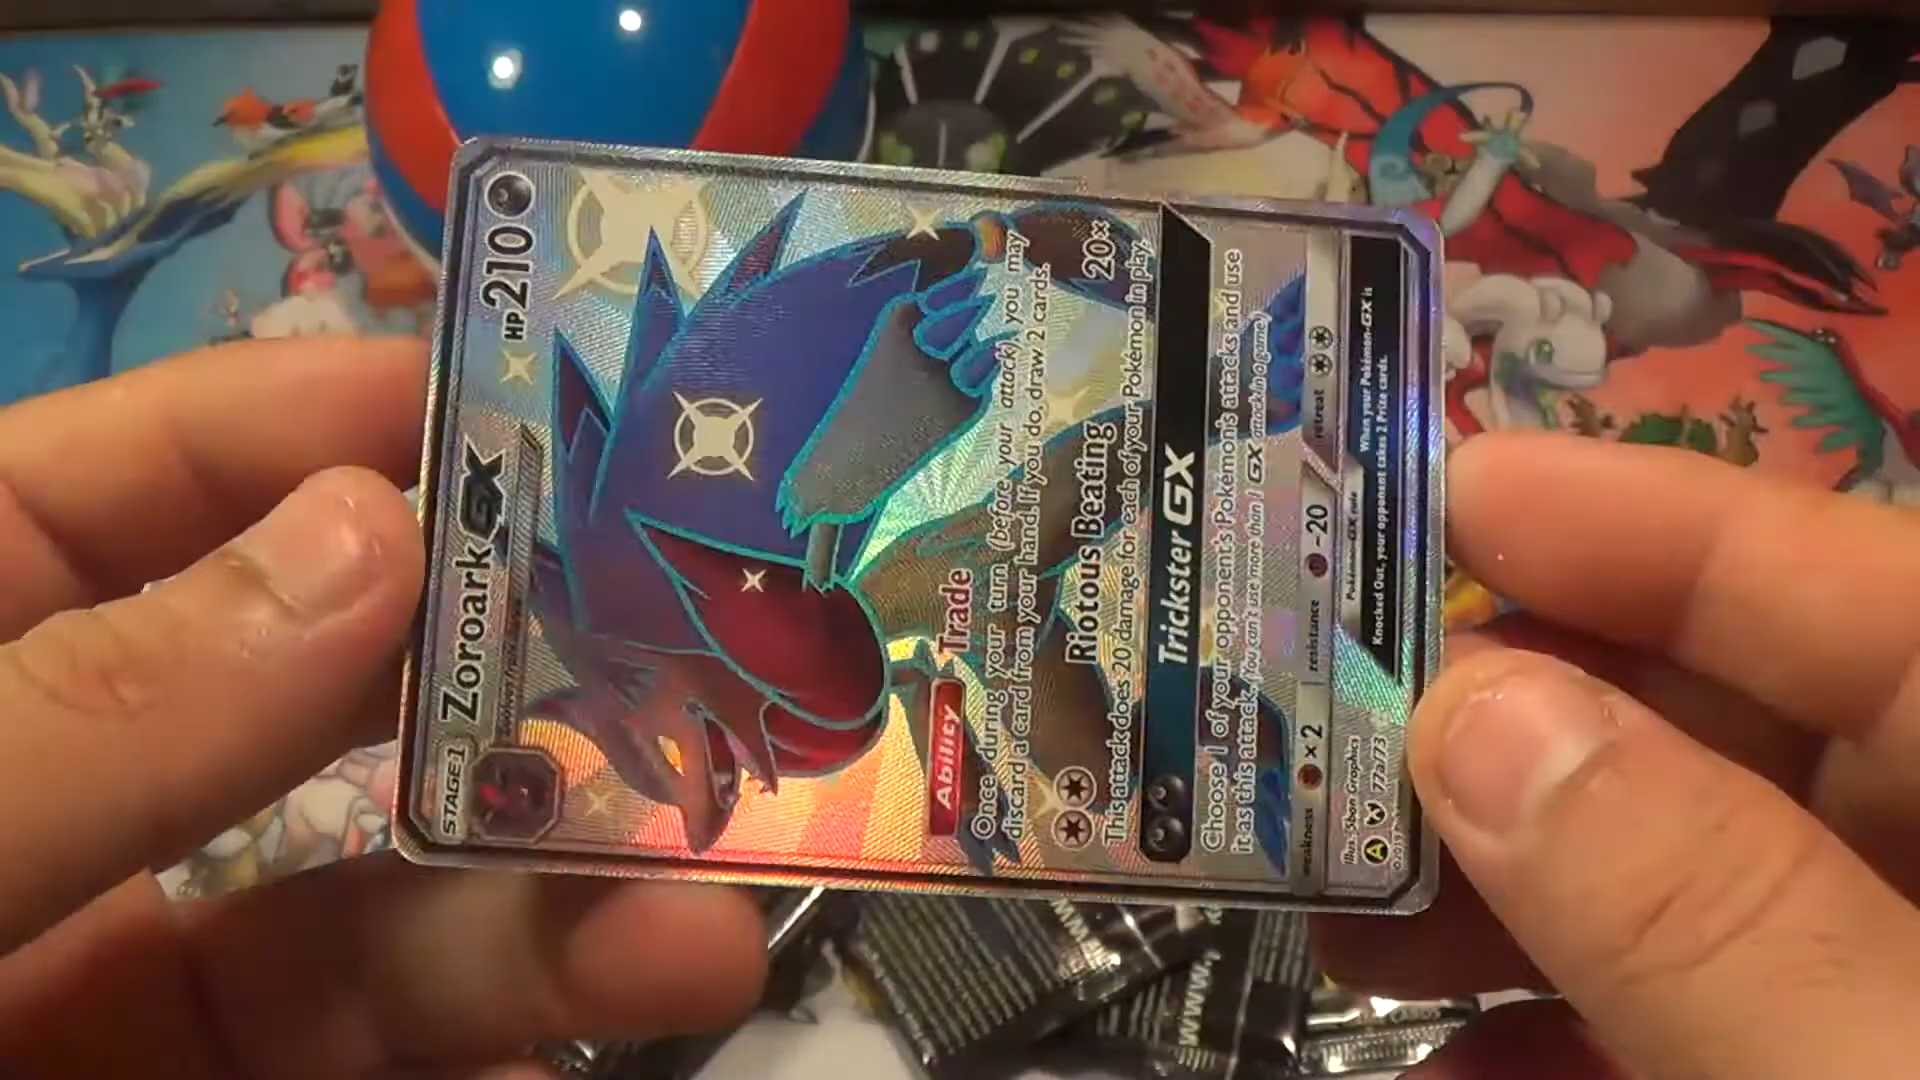 STAGE 1
Zoroark GX
HP 210
Ability
Trade
Once during your turn (before your attack), you may
discard a card from your hand. If you do, draw 2 cards.
Riotous Beating
20×
This attack does 20 damage for each of your Pokémon in play.
Trickster GX
Choose 1 of your opponent's Pokémon's attacks and use
it as this attack. (You can't use more than 1 GX attack in a game.)
weakness
×2
resistance
-20
retreat
Illus. 5ban Graphics
A
77a/73
Pokémon-GX rule
When your Pokémon-GX is
Knocked Out, your opponent takes 2 Prize cards.
www.